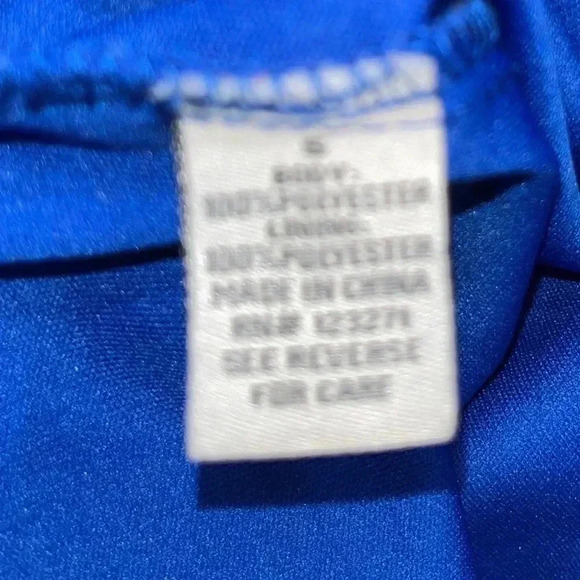 S
BODY:
100% POLYESTER
LINING:
100% POLYESTER
MADE IN CHINA
RN# 123271
SEE REVERSE
FOR CARE